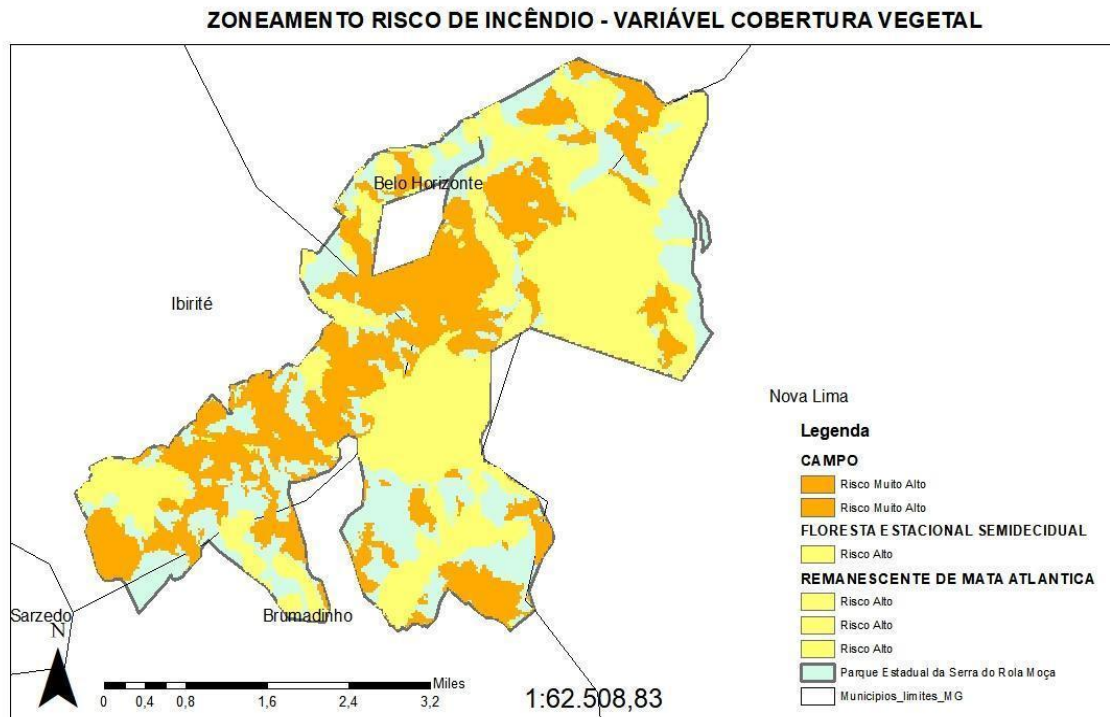 ZONEAMENTO RISCO DE INCÊNDIO - VARIÁVEL COBERTURA VEGETAL
Belo Horizonte
Ibirité
Nova Lima
Legenda
CAMPO
Risco Muito Alto
Risco Muito Alto
FLORESTA ESTACIONAL SEMIDECIDUAL
Risco Alto
REMANESCENTE DE MATA ATLANTICA
Risco Alto
Risco Alto
Risco Alto
Parque Estadual da Serra do Rola Moça
Municipios_limites_MG
Sarzedo
Brumadinho
N
Miles
0 0,4 0,8 1,6 2,4 3,2
1:62.508,83